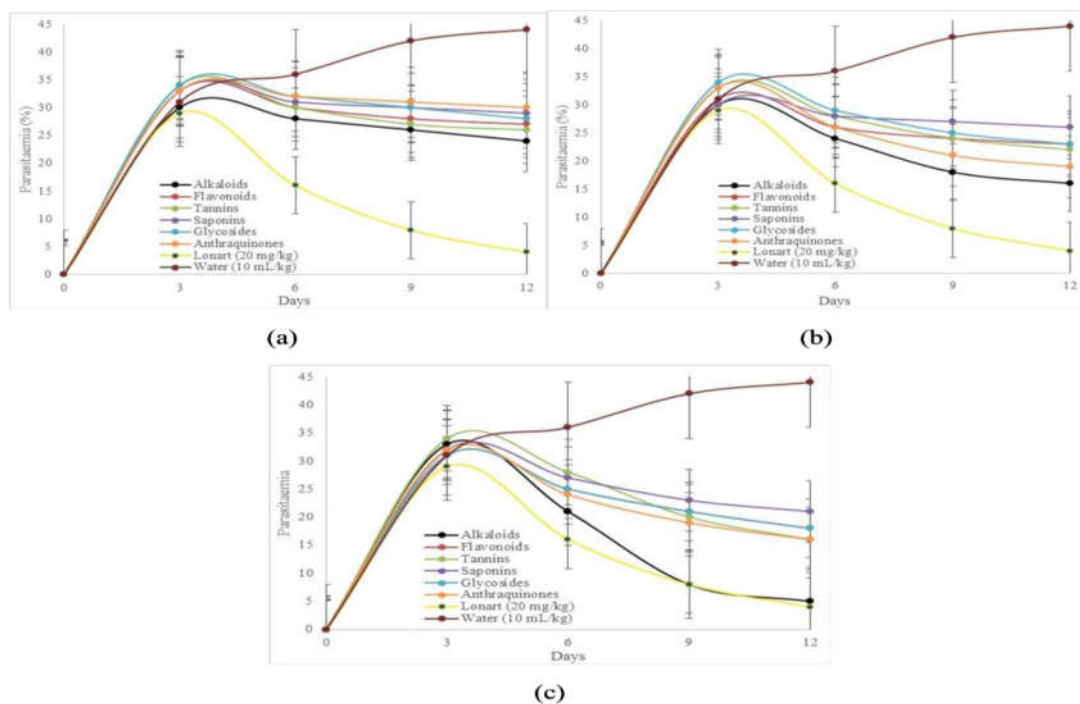 45
40
35
30
25
20
15
10
5
0
Parasitaemia (%)
Alkaloids
Flavonoids
Tannins
Saponins
Glycosides
Anthraquinones
Lonart (20 mg/kg)
Water (10 mL/kg)
0 3 6 9 12
Days
(a)
45
40
35
30
25
20
15
10
5
0
Parasitaemia (%)
Alkaloids
Flavonoids
Tannins
Saponins
Glycosides
Anthraquinones
Lonart (20 mg/kg)
Water (10 mL/kg)
0 3 6 9 12
Days
(b)
45
40
35
30
25
20
15
10
5
0
Parasitaemia
Alkaloids
Flavonoids
Tannins
Saponins
Glycosides
Anthraquinones
Lonart (20 mg/kg)
Water (10 mL/kg)
0 3 6 9 12
Days
(c)